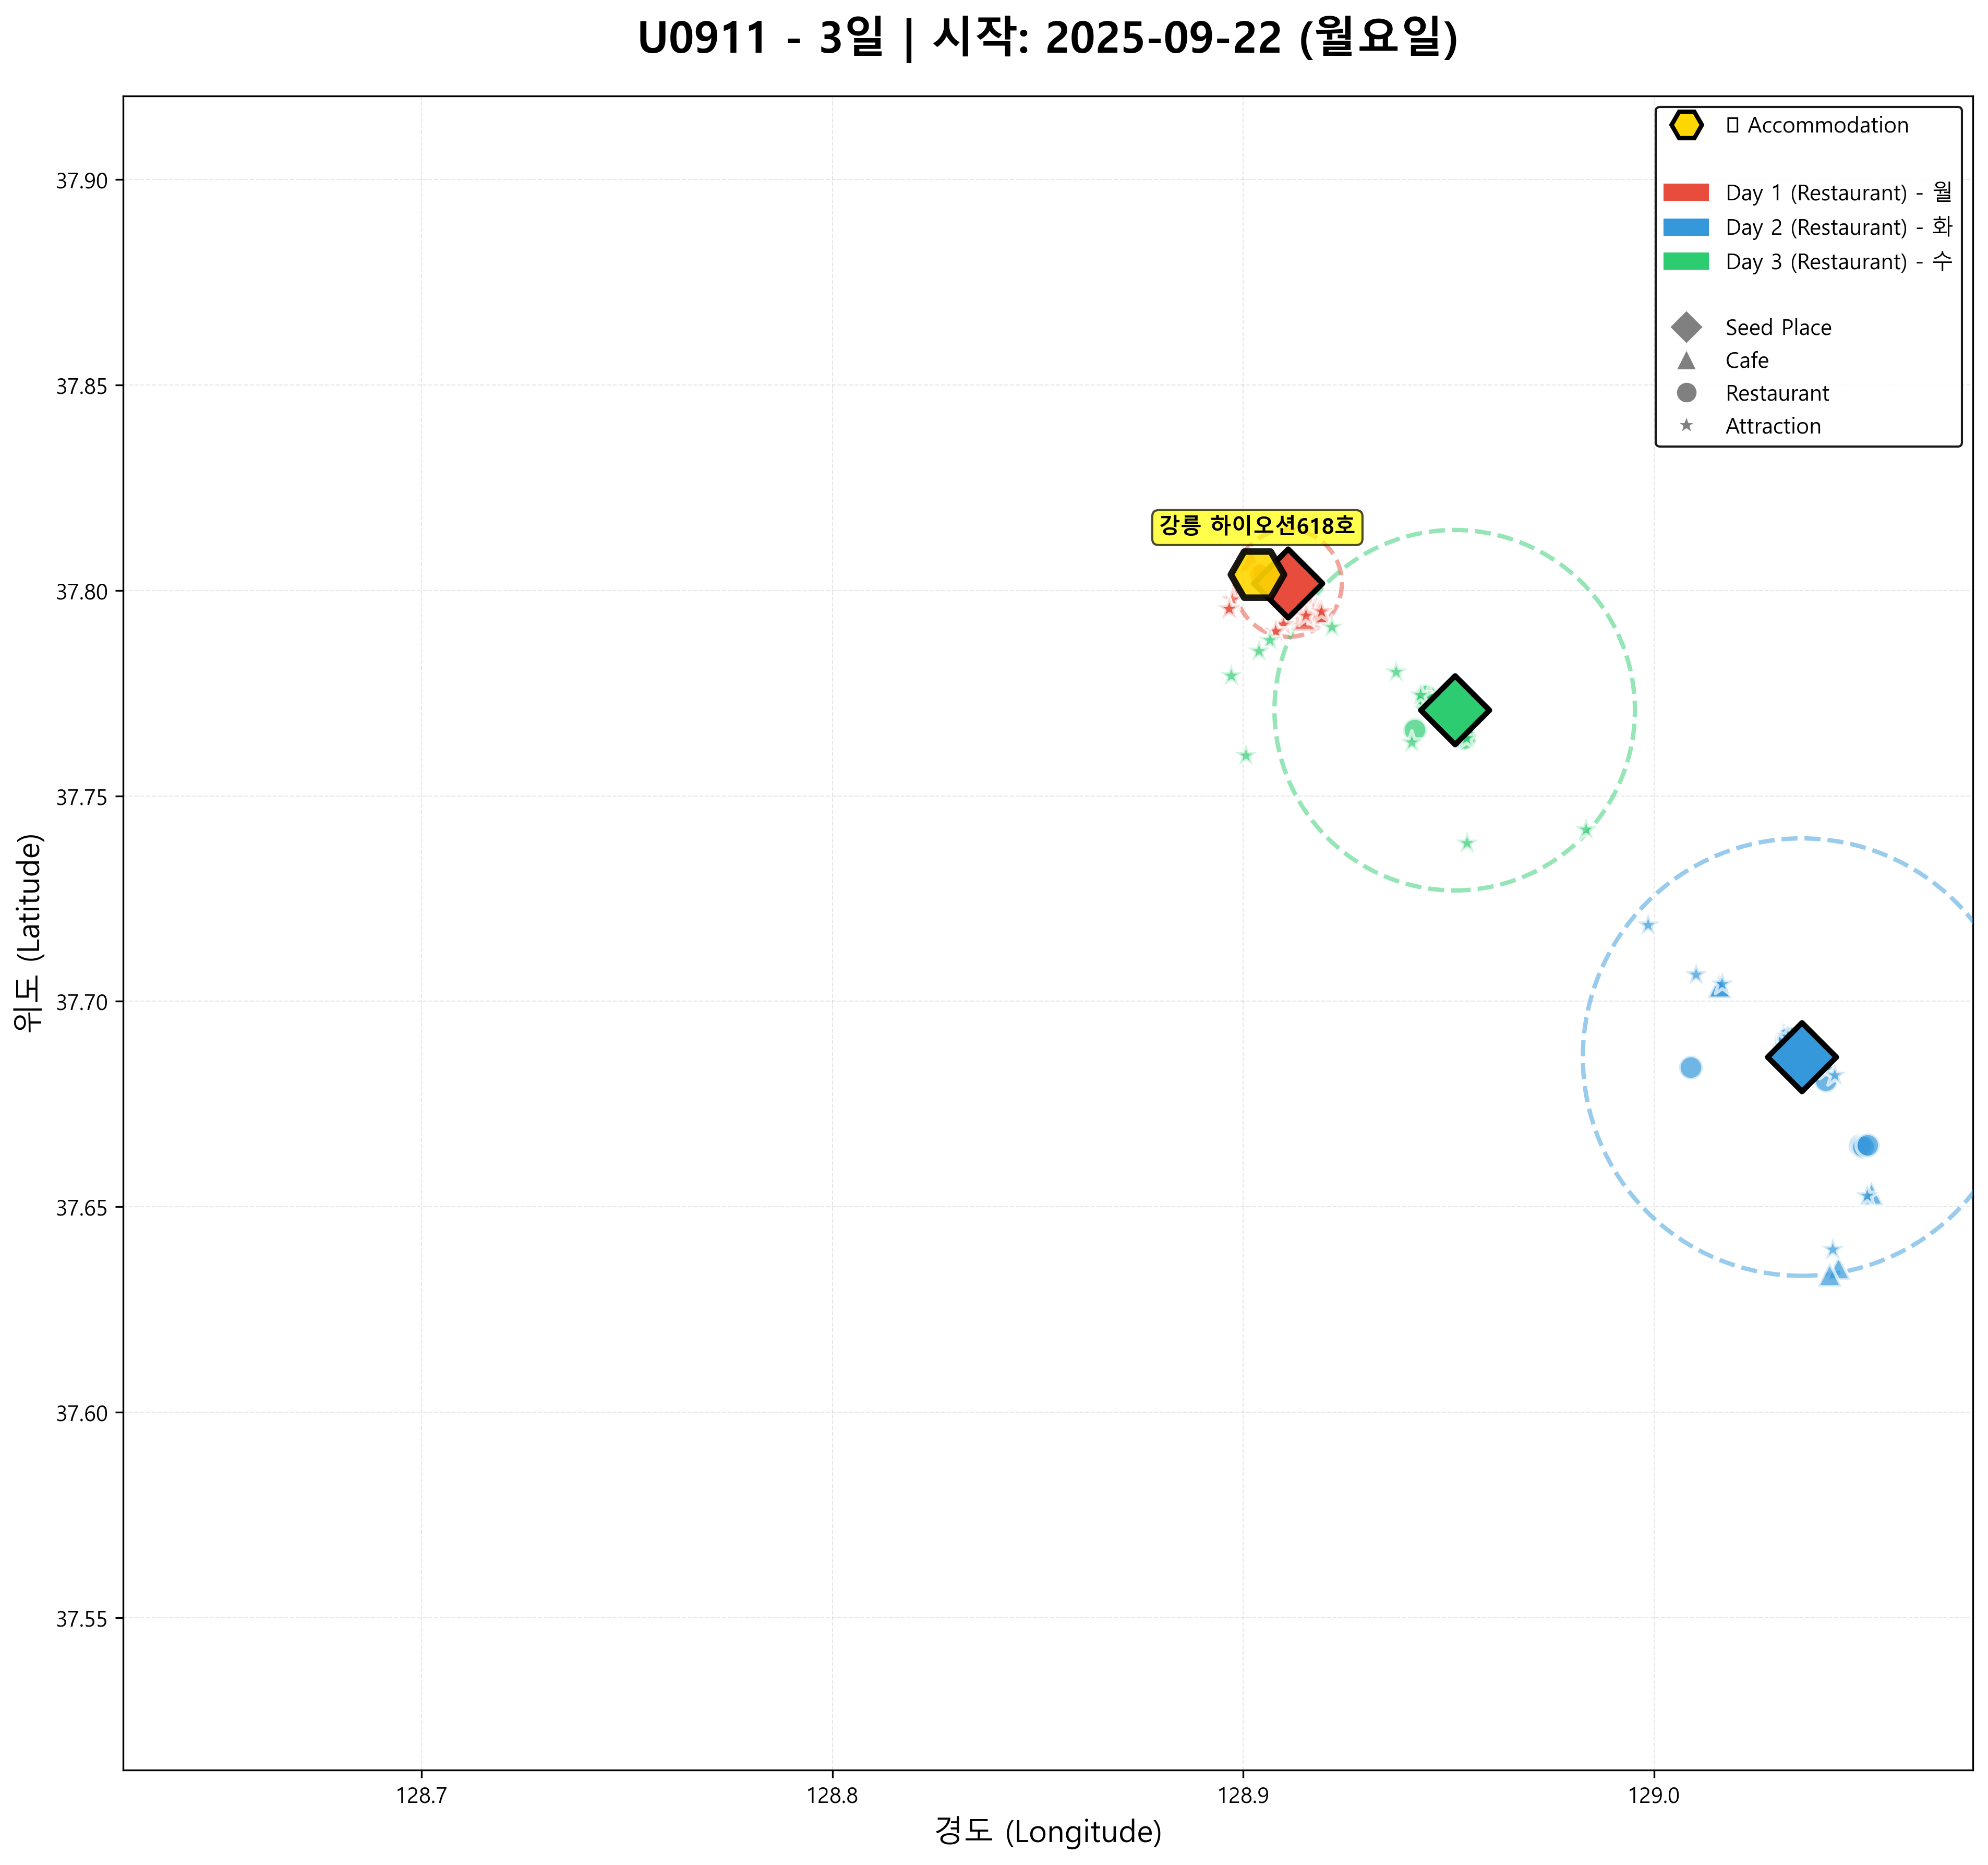 U0911 - 3일 | 시작: 2025-09-22 (월요일)
Accommodation
Day 1 (Restaurant) - 월
Day 2 (Restaurant) - 화
Day 3 (Restaurant) - 수
Seed Place
Cafe
Restaurant
Attraction
강릉 하이오션618호
37.90
37.85
37.80
37.75
37.70
37.65
37.60
37.55
위도 (Latitude)
128.7
128.8
128.9
129.0
경도 (Longitude)